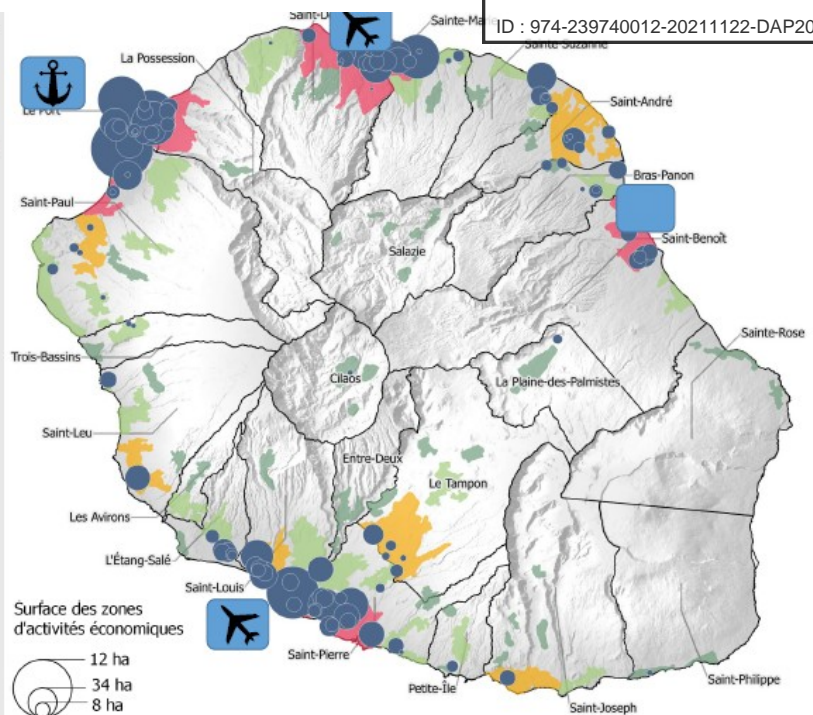 ID : 974-239740012-20211122-DAP20
Sainte-Marie
Sainte-Suzanne
La Possession
Le Port
Saint-André
Bras-Panon
Saint-Paul
Saint-Benoît
Salazie
Sainte-Rose
Trois-Bassins
Cilaos
La Plaine-des-Palmistes
Saint-Leu
Entre-Deux
Le Tampon
Les Avirons
L'Étang-Salé
Saint-Louis
Surface des zones
d'activités économiques
12 ha
34 ha
8 ha
Saint-Pierre
Petite-Île
Saint-Joseph
Saint-Philippe